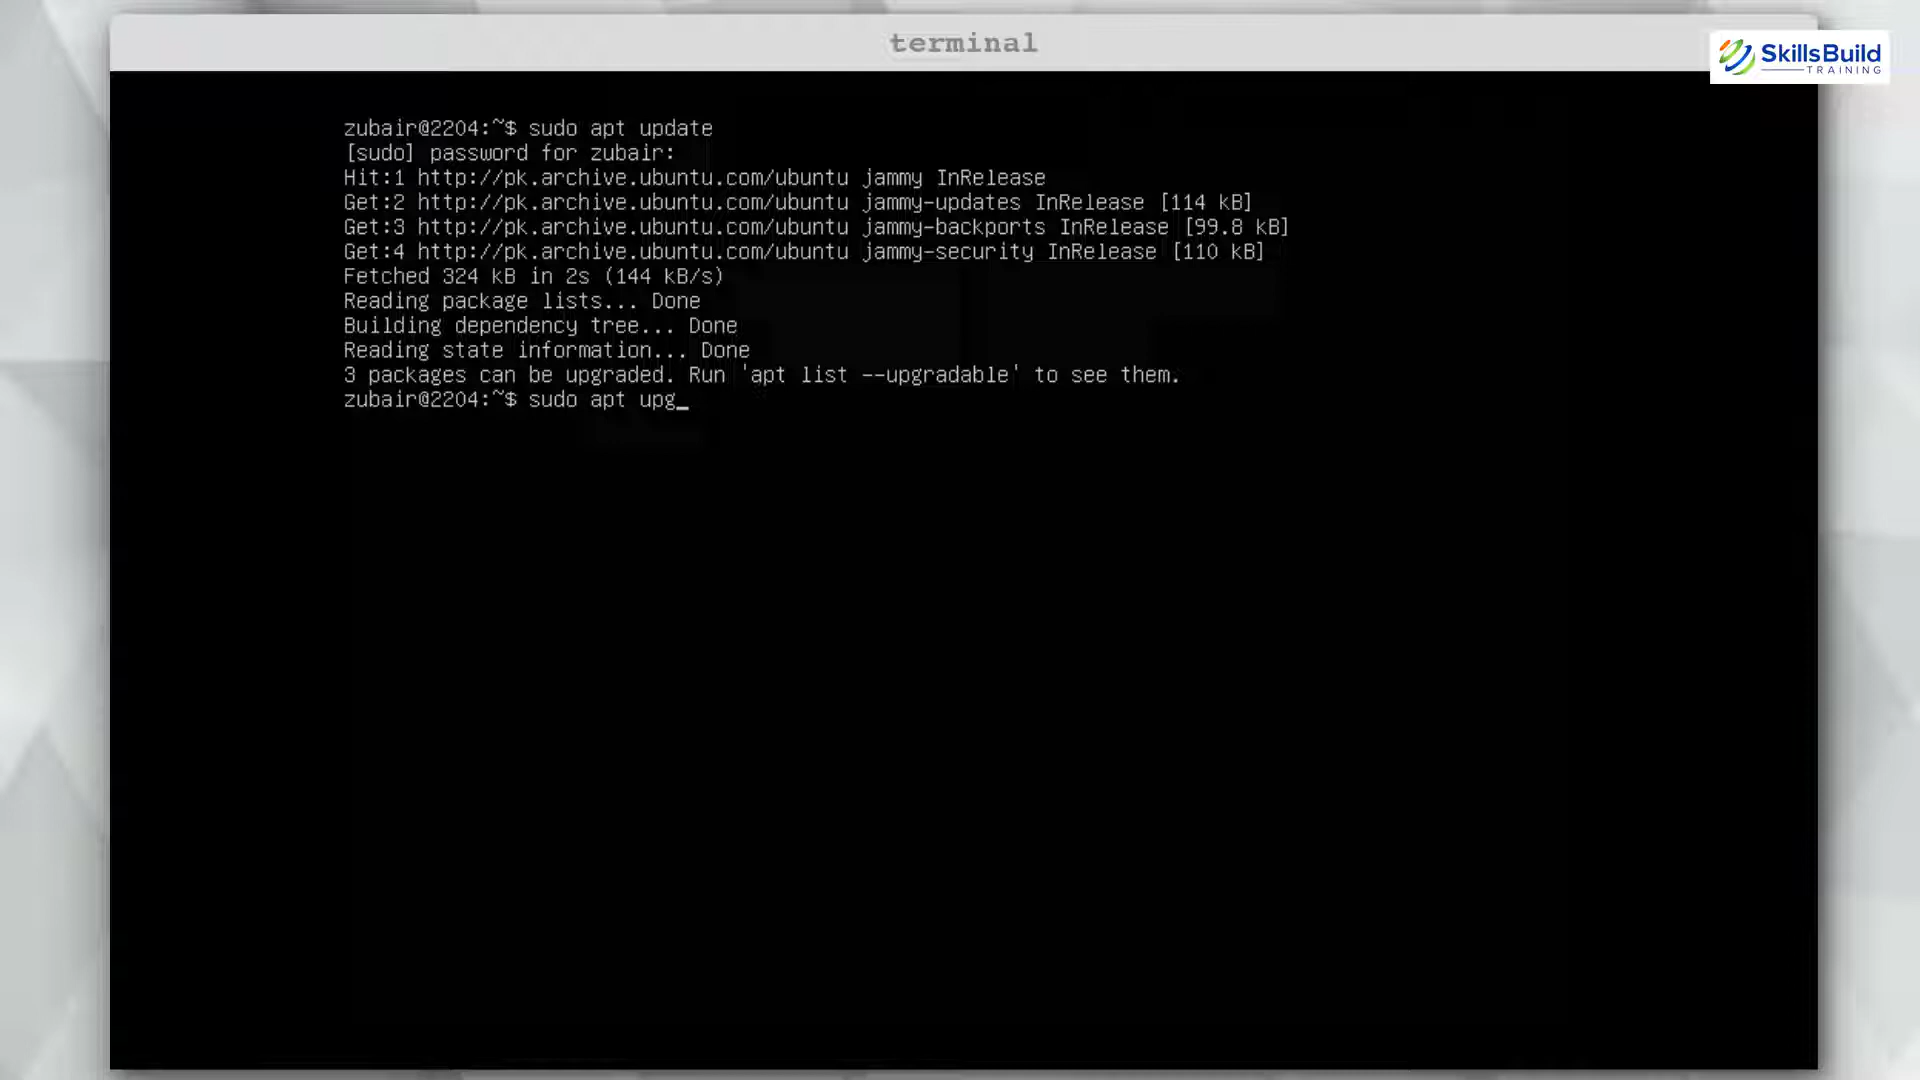 terminal
SkillsBuild
TRAINING
zubair@2204:~$ sudo apt update
[sudo] password for zubair:
Hit:1 http://pk.archive.ubuntu.com/ubuntu jammy InRelease
Get:2 http://pk.archive.ubuntu.com/ubuntu jammy-updates InRelease [114 kB]
Get:3 http://pk.archive.ubuntu.com/ubuntu jammy-backports InRelease [99.8 kB]
Get:4 http://pk.archive.ubuntu.com/ubuntu jammy-security InRelease [110 kB]
Fetched 324 kB in 2s (144 kB/s)
Reading package lists... Done
Building dependency tree... Done
Reading state information... Done
3 packages can be upgraded. Run 'apt list --upgradable' to see them.
zubair@2204:~$ sudo apt upg_